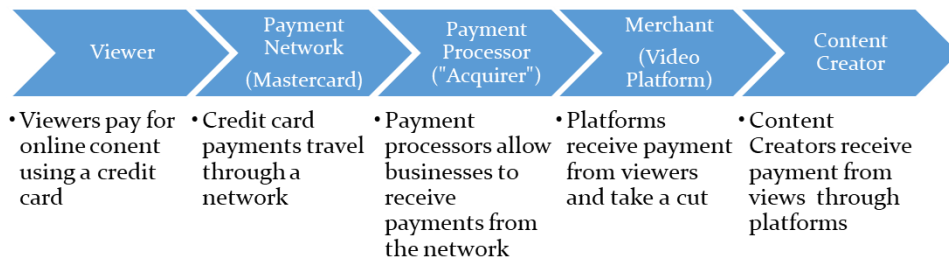 Viewer
Payment
Network
(Mastercard)
Payment
Processor
("Acquirer")
Merchant
(Video
Platform)
Content
Creator
• Viewers pay for
online conent
using a credit
card
• Credit card
payments travel
through a
network
• Payment
processors allow
businesses to
receive
payments from
the network
• Platforms
receive payment
from viewers
and take a cut
• Content
Creators receive
payment from
views through
platforms